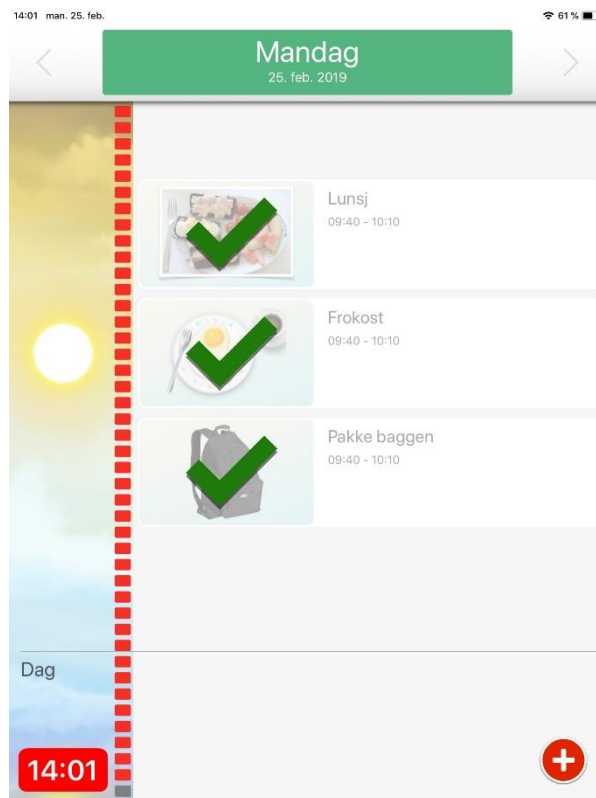 14:01 man. 25. feb.
61 %
Mandag
25. feb. 2019
Lunsj
09:40 - 10:10
Frokost
09:40 - 10:10
Pakke baggen
09:40 - 10:10
Dag
14:01